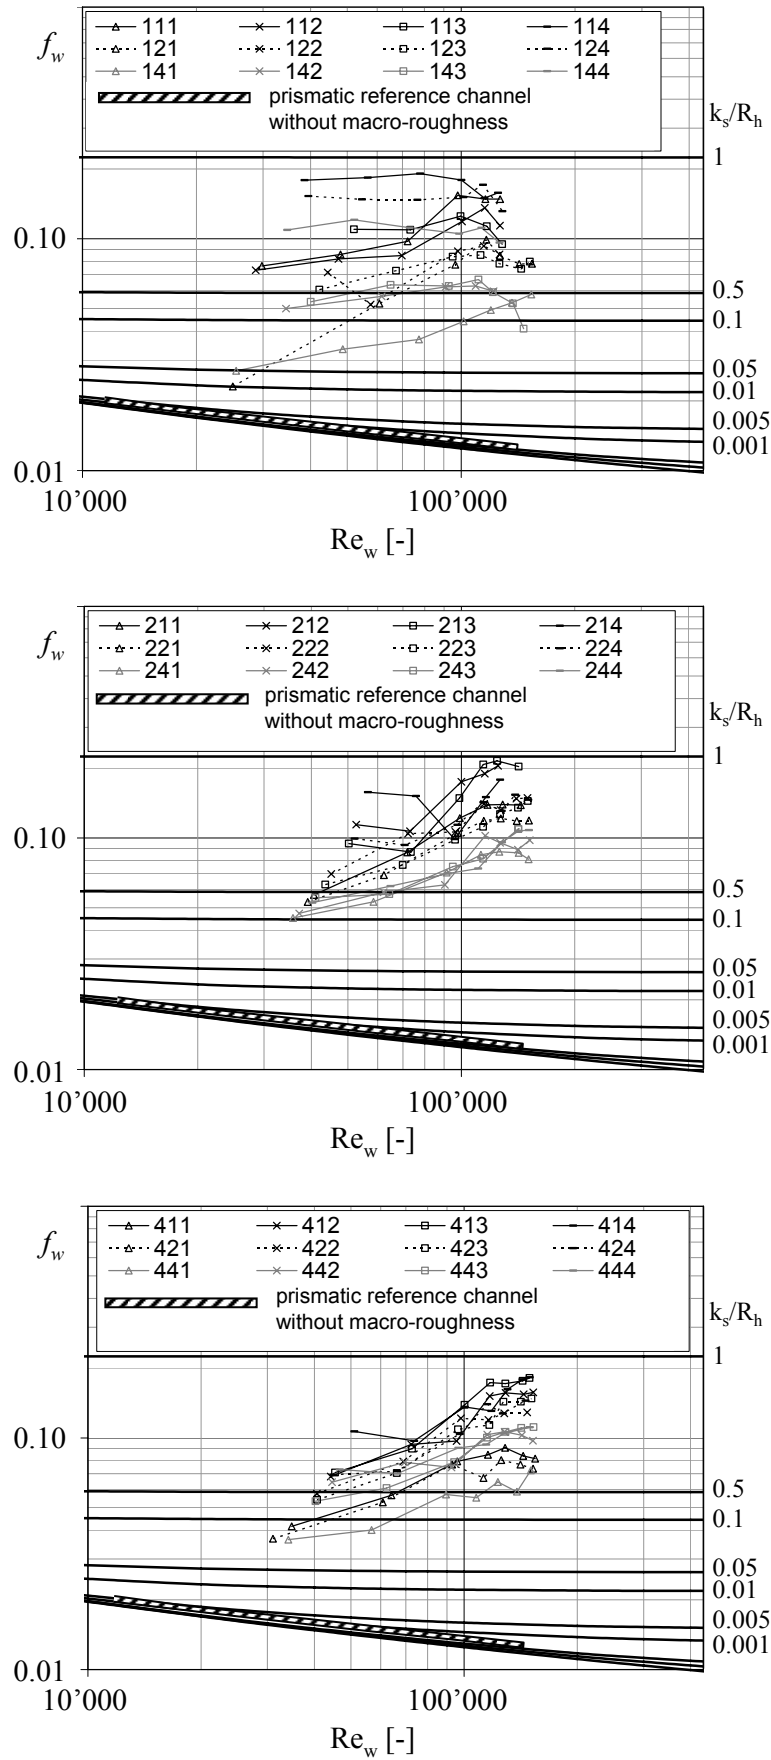 f_w
111 112 113 114
121 122 123 124
141 142 143 144
prismatic reference channel
without macro-roughness
k_s/R_h
1
0.10
0.5
0.1
0.05
0.01
0.005
0.001
0.01
10’000 100’000
Re_w [-]
f_w
211 212 213 214
221 222 223 224
241 242 243 244
prismatic reference channel
without macro-roughness
k_s/R_h
1
0.10
0.5
0.1
0.05
0.01
0.005
0.001
0.01
10’000 100’000
Re_w [-]
f_w
411 412 413 414
421 422 423 424
441 442 443 444
prismatic reference channel
without macro-roughness
k_s/R_h
1
0.10
0.5
0.1
0.05
0.01
0.005
0.001
0.01
10’000 100’000
Re_w [-]